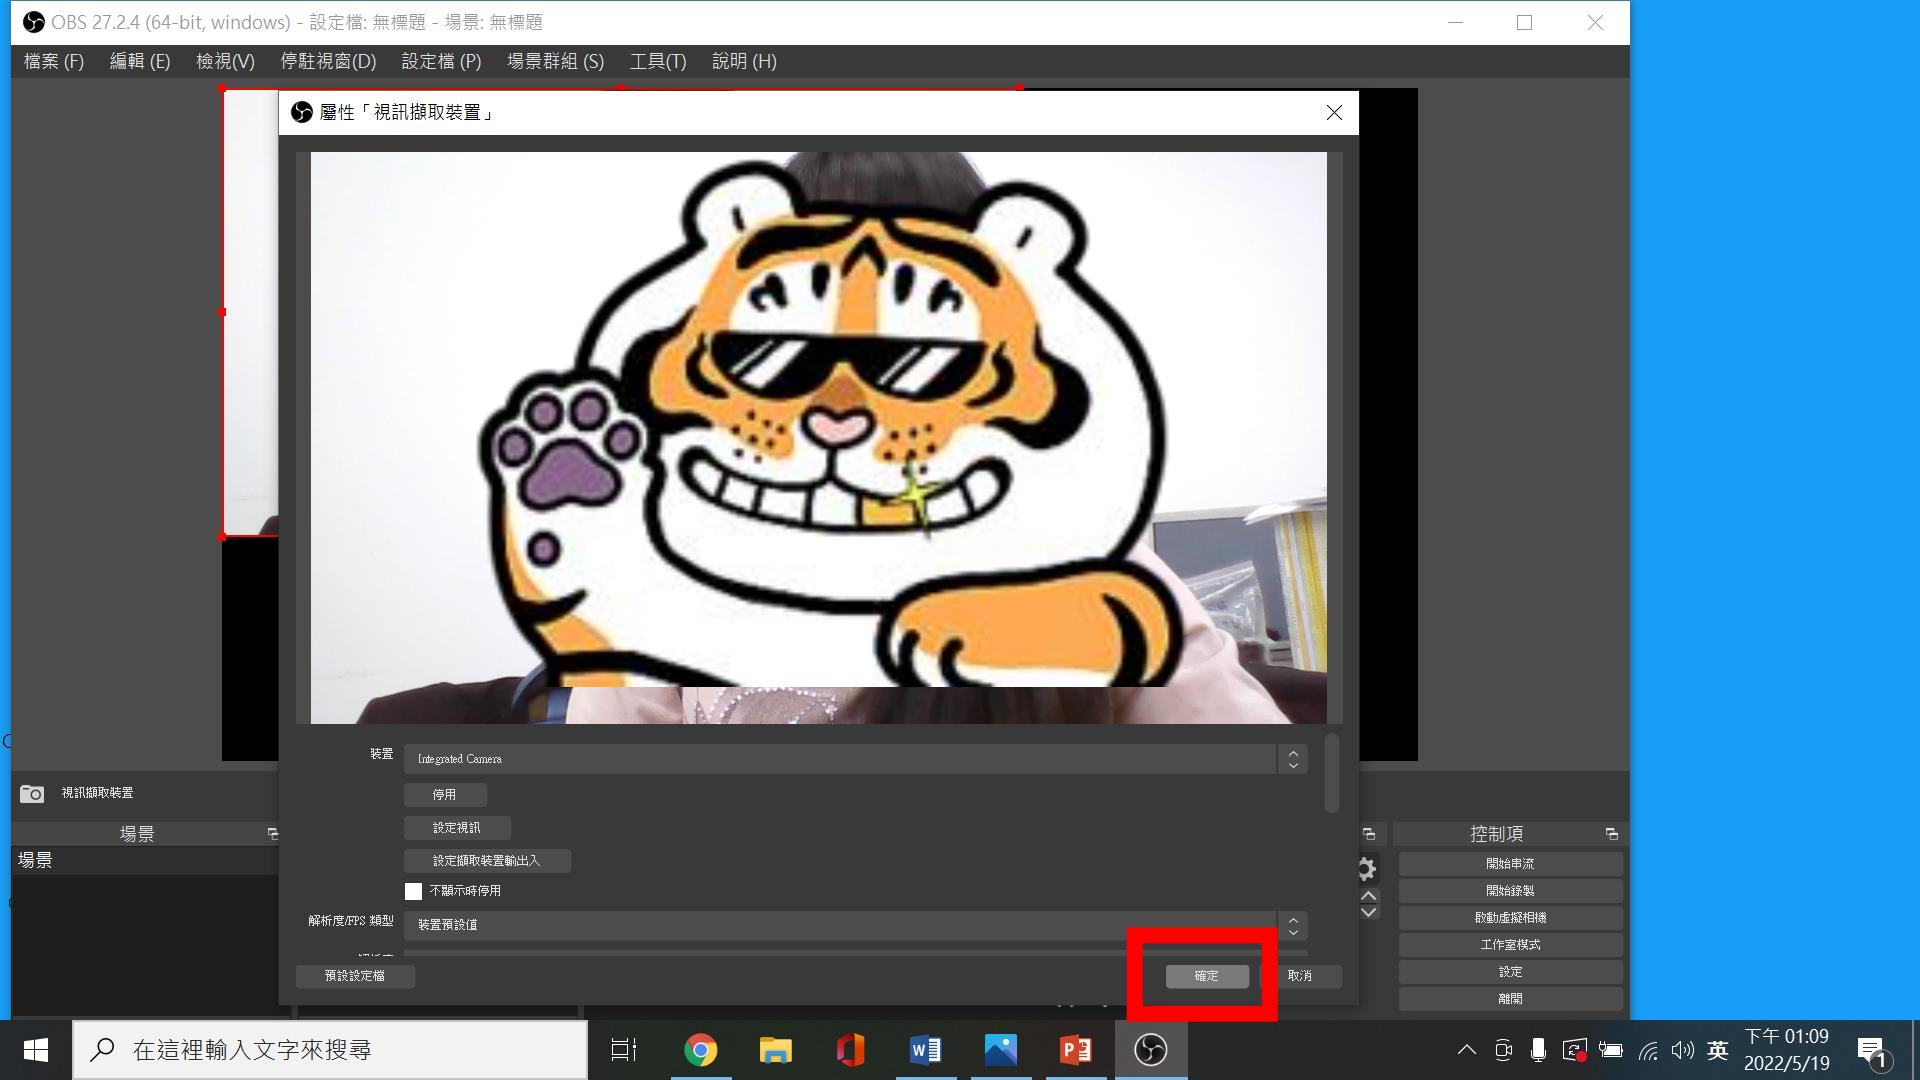 OBS 27.2.4 (64-bit, windows) - 設定檔: 無標題 - 場景: 無標題
檔案 (F) 編輯 (E) 檢視(V) 停駐視窗(D) 設定檔 (P) 場景群組 (S) 工具(T) 說明 (H)
屬性「視訊擷取裝置」
裝置 Integrated Camera
停用
設定視訊
設定擷取裝置輸出入
不顯示時停用
解析度/FPS 類型 裝置預設值
預設設定檔 確定 取消
視訊擷取裝置
場景
場景
控制項
開始串流
開始錄製
啟動虛擬相機
工作室模式
設定
離開
在這裡輸入文字來搜尋
英
下午 01:09
2022/5/19
1